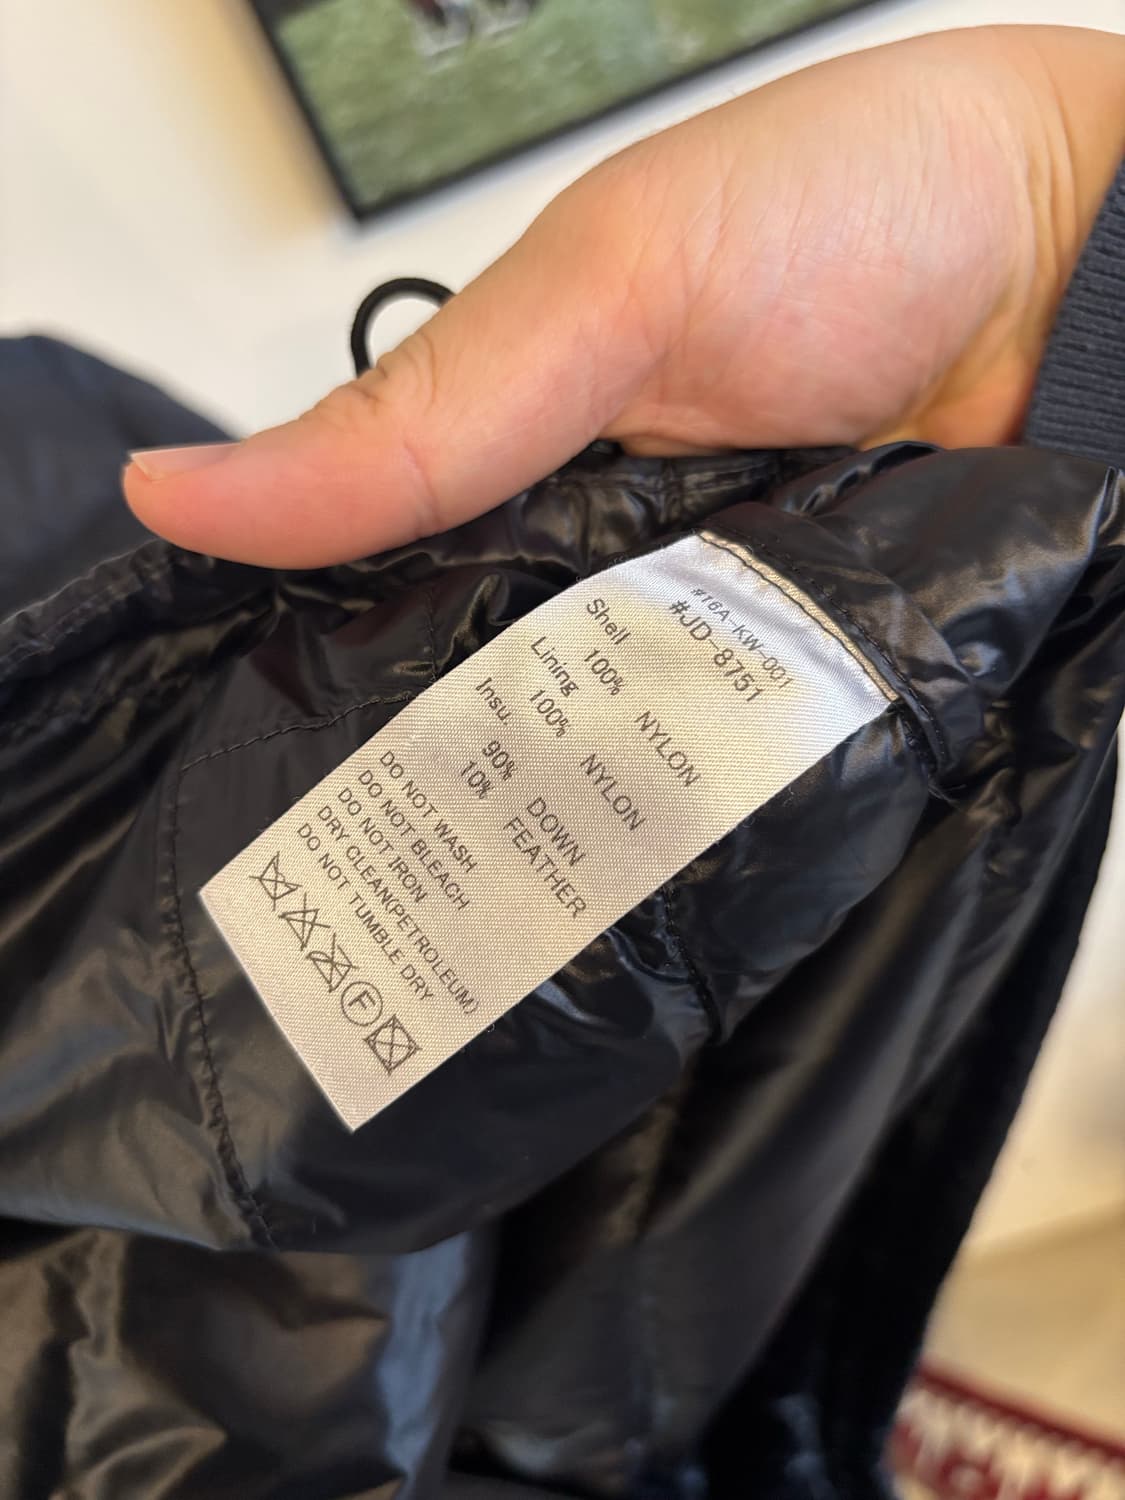 #16A-KW-001
#JD-8751
Shell 100% NYLON
Lining 100% NYLON
Insu. 90% DOWN
10% FEATHER
DO NOT WASH
DO NOT BLEACH
DO NOT IRON
DRY CLEAN(PETROLEUM)
DO NOT TUMBLE DRY
F